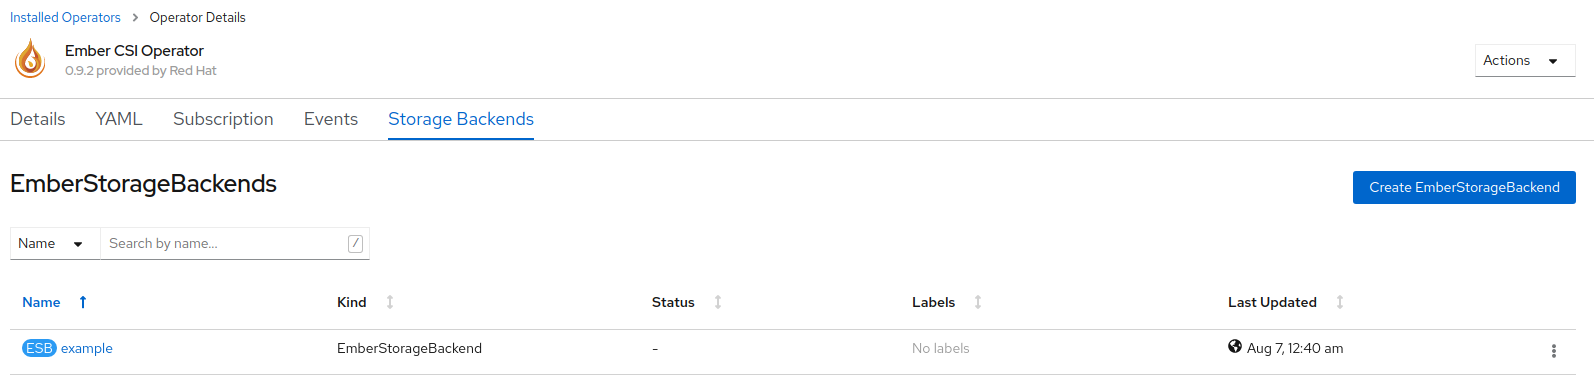 Installed Operators > Operator Details
Ember CSI Operator
0.9.2 provided by Red Hat
Actions
Details YAML Subscription Events Storage Backends
EmberStorageBackends
Create EmberStorageBackend
Name Search by name... /
Name Kind Status Labels Last Updated
ESB example EmberStorageBackend - No labels Aug 7, 12:40 am